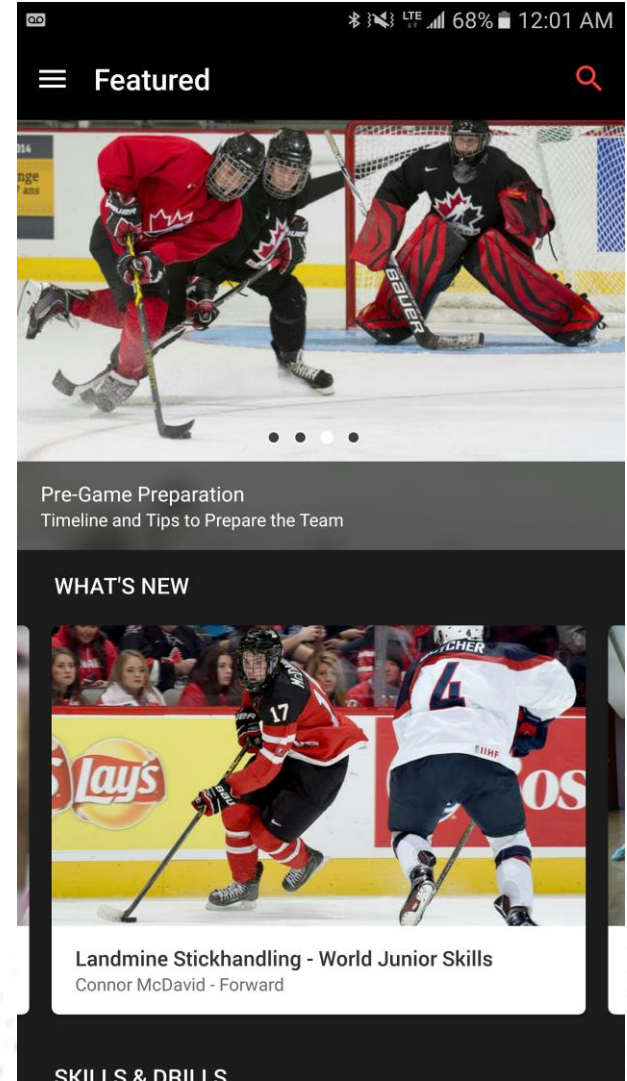 LTE 68% 12:01 AM
Featured
BAUER
Pre-Game Preparation
Timeline and Tips to Prepare the Team
WHAT'S NEW
17
4
IIHF
Lay's
Landmine Stickhandling - World Junior Skills
Connor McDavid - Forward
SKILLS & DRILLS